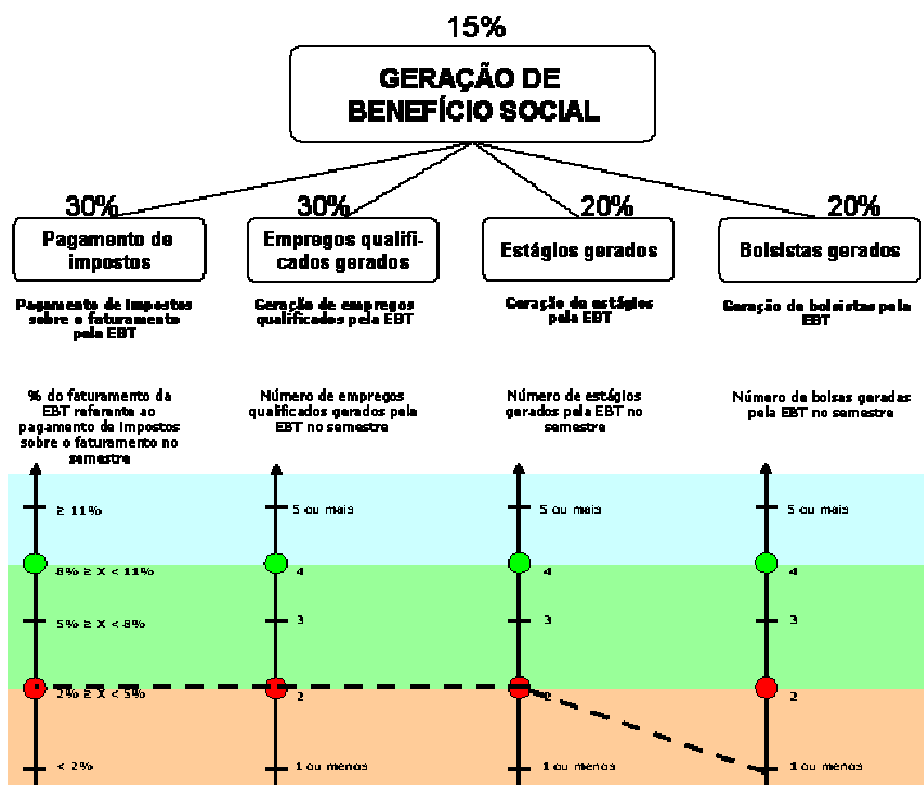 15%
GERAÇÃO DE
BENEFÍCIO SOCIAL
30%
30%
20%
20%
Pagamento de
impostos
Empregos qualifi-
cados gerados
Estágios gerados
Bolsistas gerados
Pagamento de impostos
sobre o faturamento
pela EBT
Geração de empregos
qualificados pela EBT
Geração de estágios
pela EBT
Geração de bolsistas pela
EBT
% do faturamento da
EBT referente ao
pagamento de impostos
sobre o faturamento no
semestre
Número de empregos
qualificados gerados pela
EBT no semestre
Número de estágios
gerados pela EBT no
semestre
Número de bolsas geradas
pela EBT no semestre
≥ 11%
5 ou mais
5 ou mais
5 ou mais
8% ≥ X < 11%
4
4
4
5% ≥ X < 8%
3
3
3
2% ≥ X < 5%
2
2
2
< 2%
1 ou menos
1 ou menos
1 ou menos